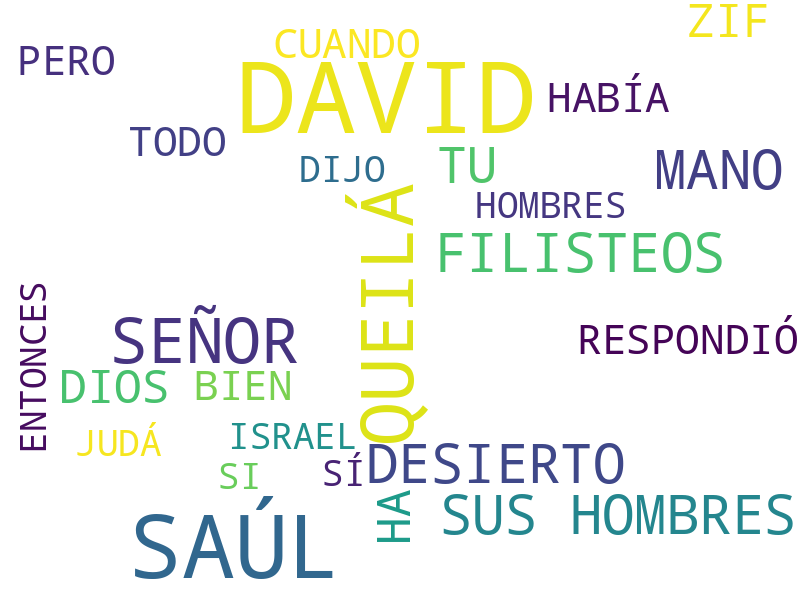 ZIF
CUANDO
PERO
DAVID
HABÍA
TODO
DIJO
TU
MANO
HOMBRES
QUEILÁ
FILISTEOS
ENTONCES
SEÑOR
RESPONDIÓ
DIOS
BIEN
JUDÁ
ISRAEL
SI
SÍ
DESIERTO
SAÚL
HA
SUS HOMBRES